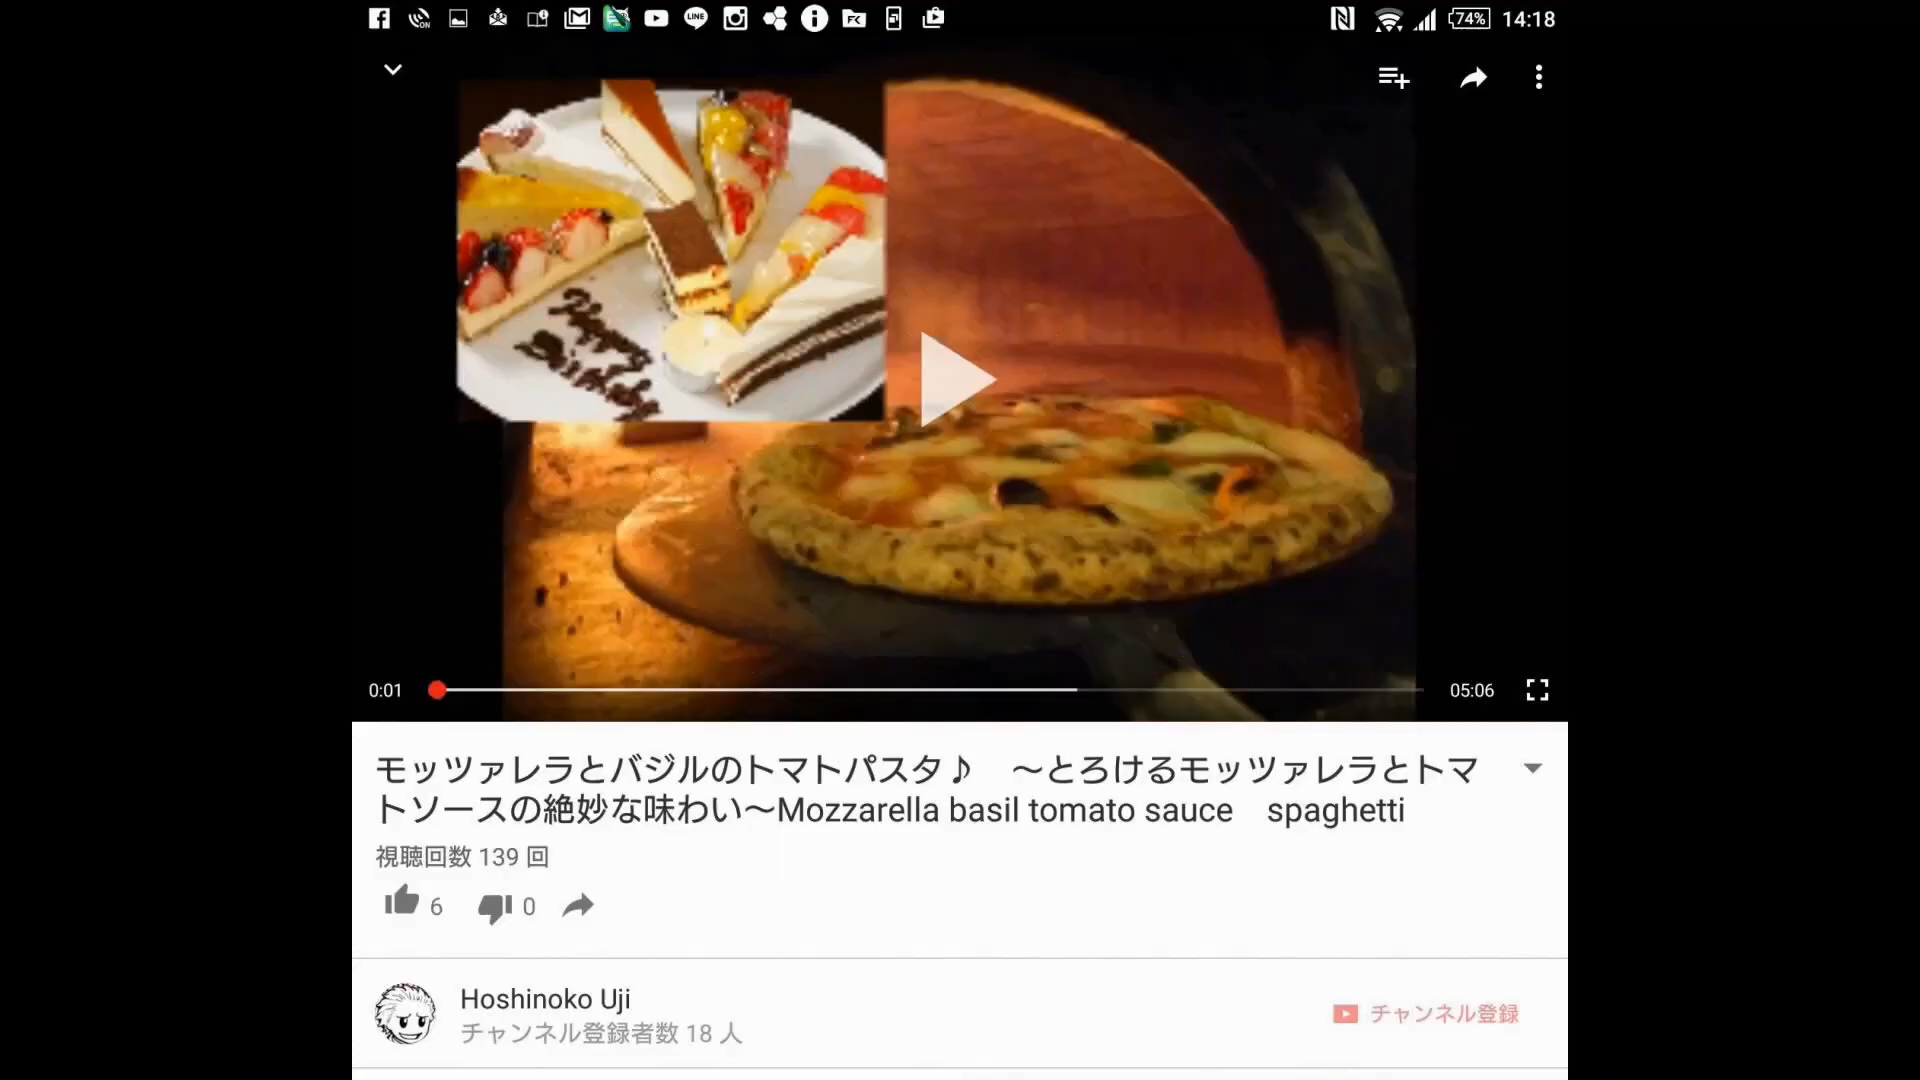 ON
LINE
74% 14:18
Happy
Birthday
0:01
05:06
モッツァレラとバジルのトマトパスタ♪　～とろけるモッツァレラとトマ
トソースの絶妙な味わい～Mozzarella basil tomato sauce　spaghetti
視聴回数 139 回
6 0
Hoshinoko Uji
チャンネル登録者数 18 人
チャンネル登録